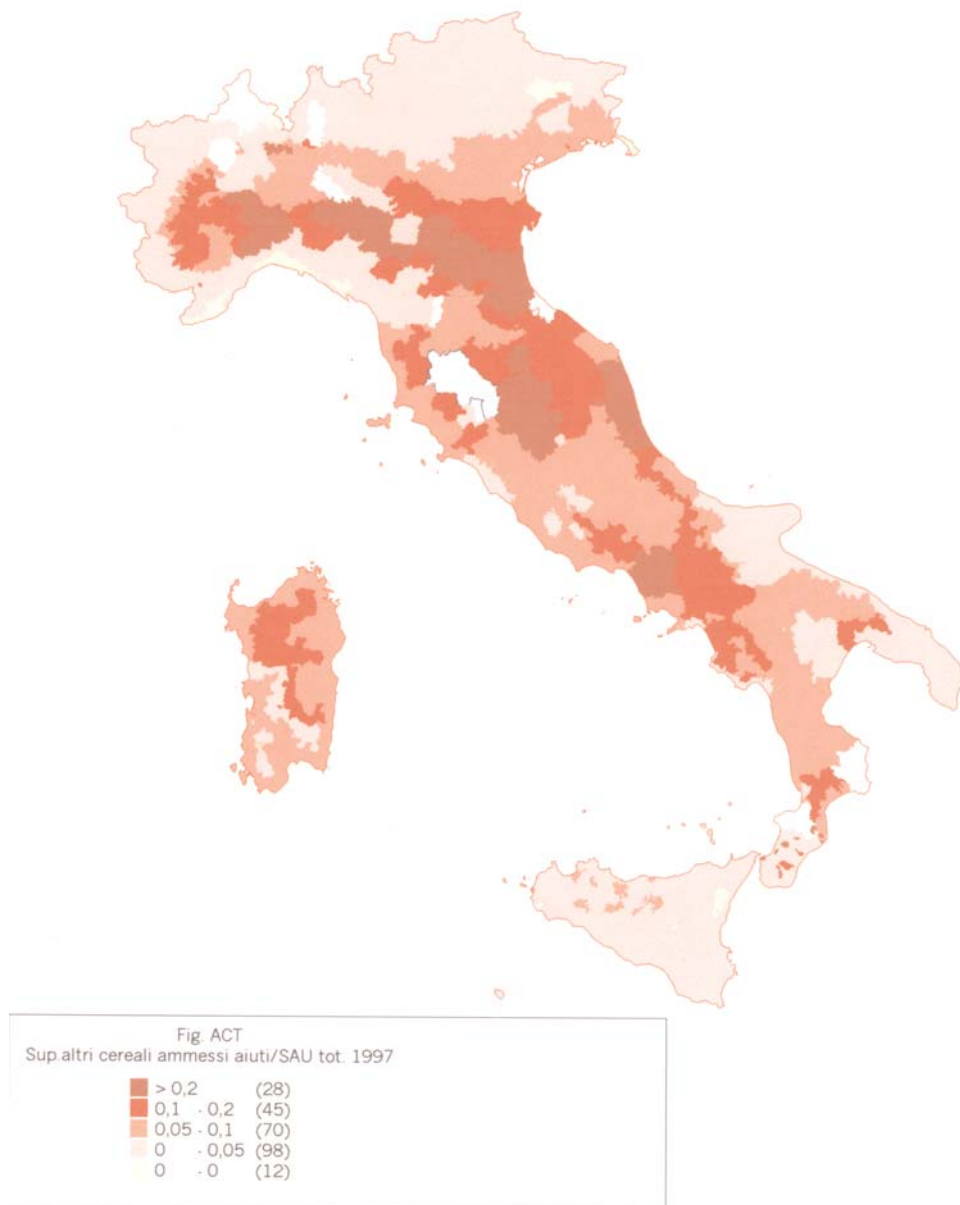 Fig. ACT
Sup.altri cereali ammessi aiuti/SAU tot. 1997
> 0,2 (28)
0,1 - 0,2 (45)
0,05 - 0,1 (70)
0 - 0,05 (98)
0 - 0 (12)